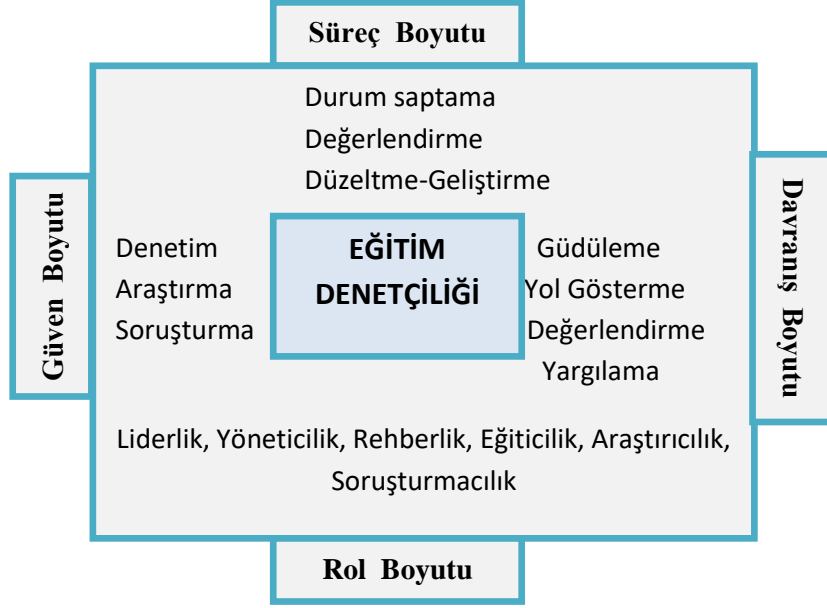 Süreç Boyutu
Durum saptama
Değerlendirme
Düzeltme-Geliştirme
Güven Boyutu
Denetim
Araştırma
Soruşturma
EĞİTİM
DENETÇİLİĞİ
Güdüleme
Yol Gösterme
Değerlendirme
Yargılama
Davranış Boyutu
Liderlik, Yöneticilik, Rehberlik, Eğiticilik, Araştırıcılık,
Soruşturmacılık
Rol Boyutu